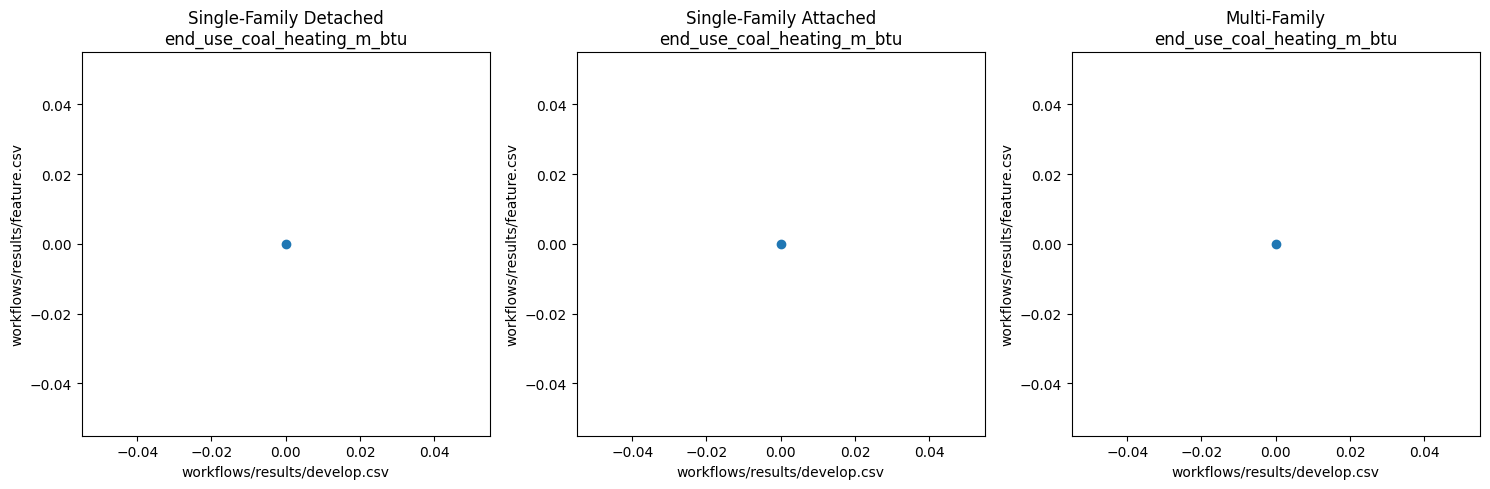 Single-Family Detached
end_use_coal_heating_m_btu
workflows/results/feature.csv
0.04
0.02
0.00
−0.02
−0.04
−0.04
−0.02
0.00
0.02
0.04
workflows/results/develop.csv
Single-Family Attached
end_use_coal_heating_m_btu
workflows/results/feature.csv
0.04
0.02
0.00
−0.02
−0.04
−0.04
−0.02
0.00
0.02
0.04
workflows/results/develop.csv
Multi-Family
end_use_coal_heating_m_btu
workflows/results/feature.csv
0.04
0.02
0.00
−0.02
−0.04
−0.04
−0.02
0.00
0.02
0.04
workflows/results/develop.csv